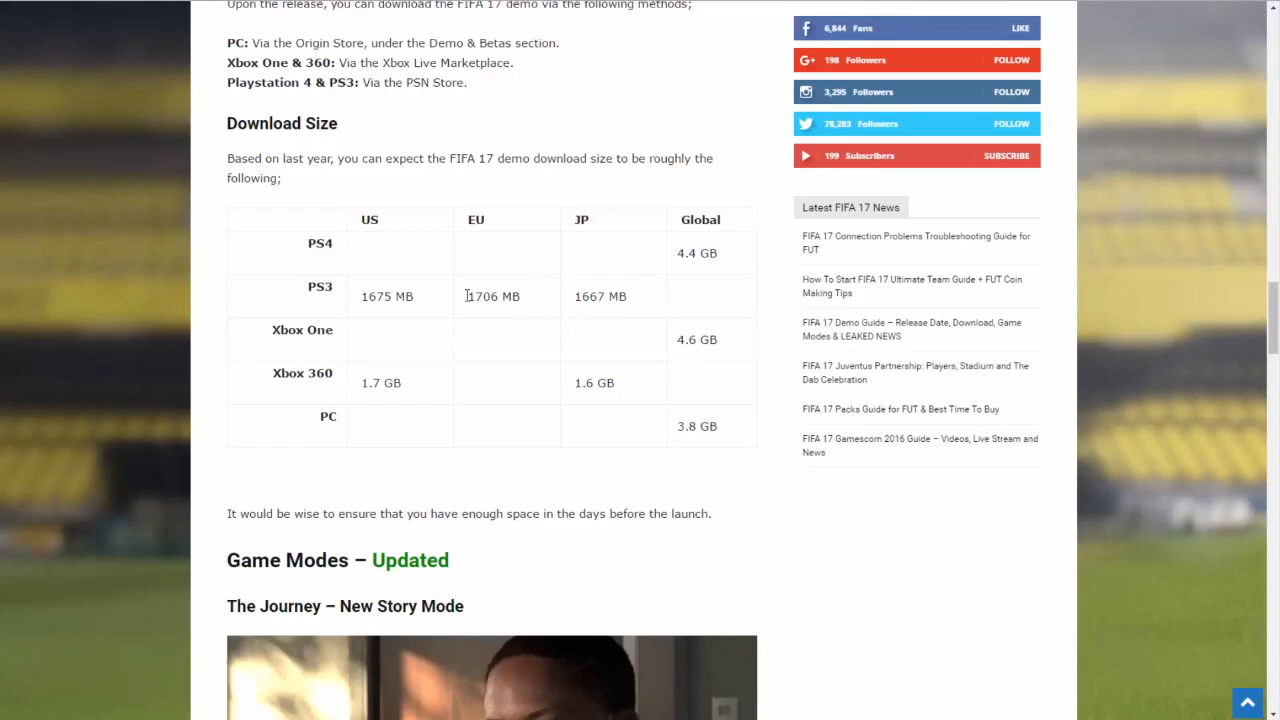 Upon the release, you can download the FIFA 17 demo via the following methods;
PC: Via the Origin Store, under the Demo & Betas section.
Xbox One & 360: Via the Xbox Live Marketplace.
Playstation 4 & PS3: Via the PSN Store.
Download Size
Based on last year, you can expect the FIFA 17 demo download size to be roughly the
following;
US EU JP Global
PS4 4.4 GB
PS3 1675 MB 1706 MB 1667 MB
Xbox One 4.6 GB
Xbox 360 1.7 GB 1.6 GB
PC 3.8 GB
It would be wise to ensure that you have enough space in the days before the launch.
Game Modes – Updated
The Journey – New Story Mode
6,844 Fans LIKE
198 Followers FOLLOW
3,295 Followers FOLLOW
78,283 Followers FOLLOW
199 Subscribers SUBSCRIBE
Latest FIFA 17 News
FIFA 17 Connection Problems Troubleshooting Guide for
FUT
How To Start FIFA 17 Ultimate Team Guide + FUT Coin
Making Tips
FIFA 17 Demo Guide – Release Date, Download, Game
Modes & LEAKED NEWS
FIFA 17 Juventus Partnership: Players, Stadium and The
Dab Celebration
FIFA 17 Packs Guide for FUT & Best Time To Buy
FIFA 17 Gamescom 2016 Guide – Videos, Live Stream and
News